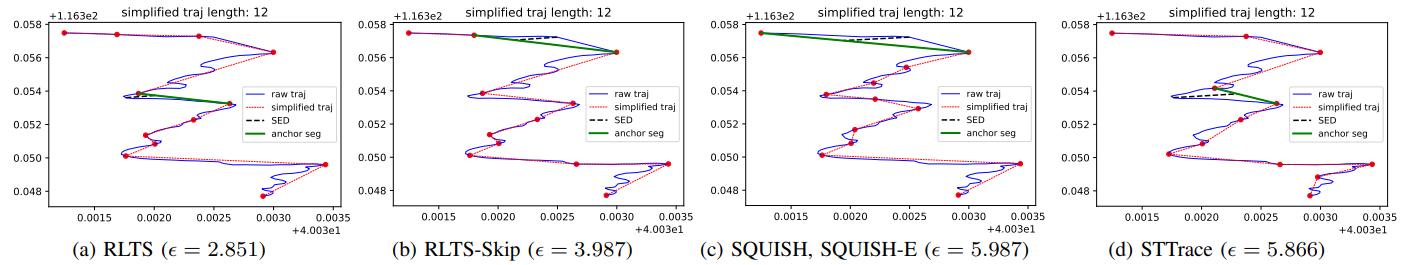 +1.163e2 simplified traj length: 12
0.058
0.056
0.054
0.052
0.050
0.048
raw traj
simplified traj
SED
anchor seg
0.0015 0.0020 0.0025 0.0030 0.0035
+4.003e1
(a) RLTS (ϵ = 2.851)
+1.163e2 simplified traj length: 12
0.058
0.056
0.054
0.052
0.050
0.048
raw traj
simplified traj
SED
anchor seg
0.0015 0.0020 0.0025 0.0030 0.0035
+4.003e1
(b) RLTS-Skip (ϵ = 3.987)
+1.163e2 simplified traj length: 12
0.058
0.056
0.054
0.052
0.050
0.048
raw traj
simplified traj
SED
anchor seg
0.0015 0.0020 0.0025 0.0030 0.0035
+4.003e1
(c) SQUISH, SQUISH-E (ϵ = 5.987)
+1.163e2 simplified traj length: 12
0.058
0.056
0.054
0.052
0.050
0.048
raw traj
simplified traj
SED
anchor seg
0.0015 0.0020 0.0025 0.0030 0.0035
+4.003e1
(d) STTrace (ϵ = 5.866)